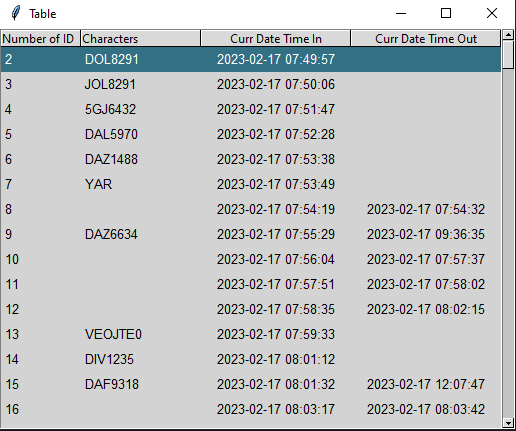 Table
Number of ID Characters Curr Date Time In Curr Date Time Out
2 DOL8291 2023-02-17 07:49:57
3 JOL8291 2023-02-17 07:50:06
4 5GJ6432 2023-02-17 07:51:47
5 DAL5970 2023-02-17 07:52:28
6 DAZ1488 2023-02-17 07:53:38
7 YAR 2023-02-17 07:53:49
8 2023-02-17 07:54:19 2023-02-17 07:54:32
9 DAZ6634 2023-02-17 07:55:29 2023-02-17 09:36:35
10 2023-02-17 07:56:04 2023-02-17 07:57:37
11 2023-02-17 07:57:51 2023-02-17 07:58:02
12 2023-02-17 07:58:35 2023-02-17 08:02:15
13 VEOJTE0 2023-02-17 07:59:33
14 DIV1235 2023-02-17 08:01:12
15 DAF9318 2023-02-17 08:01:32 2023-02-17 12:07:47
16 2023-02-17 08:03:17 2023-02-17 08:03:42